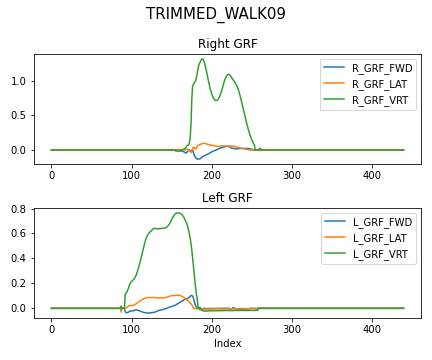 TRIMMED_WALK09
Right GRF
R_GRF_FWD
R_GRF_LAT
R_GRF_VRT
1.0
0.5
0.0
0 100 200 300 400
Left GRF
L_GRF_FWD
L_GRF_LAT
L_GRF_VRT
0.8
0.6
0.4
0.2
0.0
0 100 200 300 400
Index